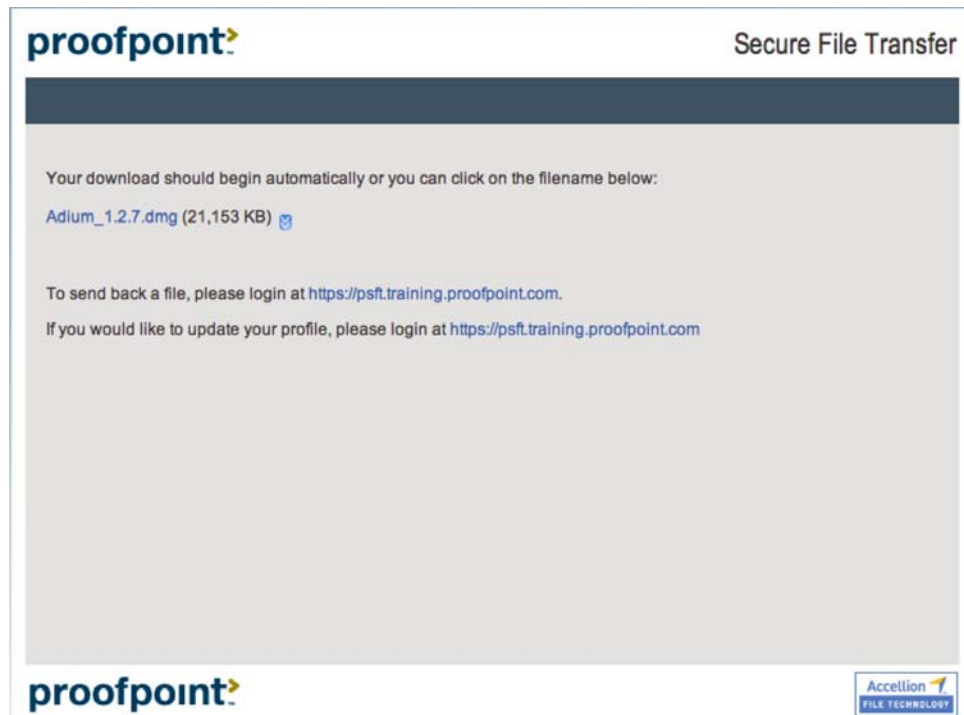 proofpoint
Secure File Transfer
Your download should begin automatically or you can click on the filename below:
Adium_1.2.7.dmg (21,153 KB)
To send back a file, please login at https://psft.training.proofpoint.com.
If you would like to update your profile, please login at https://psft.training.proofpoint.com
proofpoint
Accellion
FILE TECHNOLOGY